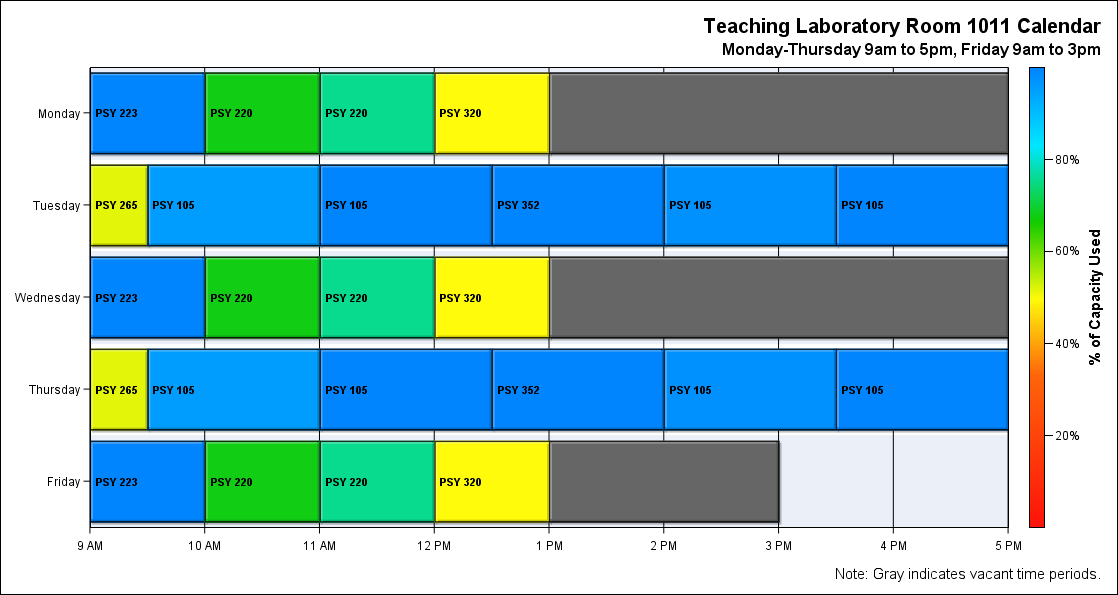 Teaching Laboratory Room 1011 Calendar
Monday-Thursday 9am to 5pm, Friday 9am to 3pm
Monday
PSY 223
PSY 220
PSY 220
PSY 320
Tuesday
PSY 265
PSY 105
PSY 105
PSY 352
PSY 105
PSY 105
Wednesday
PSY 223
PSY 220
PSY 220
PSY 320
Thursday
PSY 265
PSY 105
PSY 105
PSY 352
PSY 105
PSY 105
Friday
PSY 223
PSY 220
PSY 220
PSY 320
9 AM
10 AM
11 AM
12 PM
1 PM
2 PM
3 PM
4 PM
5 PM
80%
60%
40%
20%
% of Capacity Used
Note: Gray indicates vacant time periods.